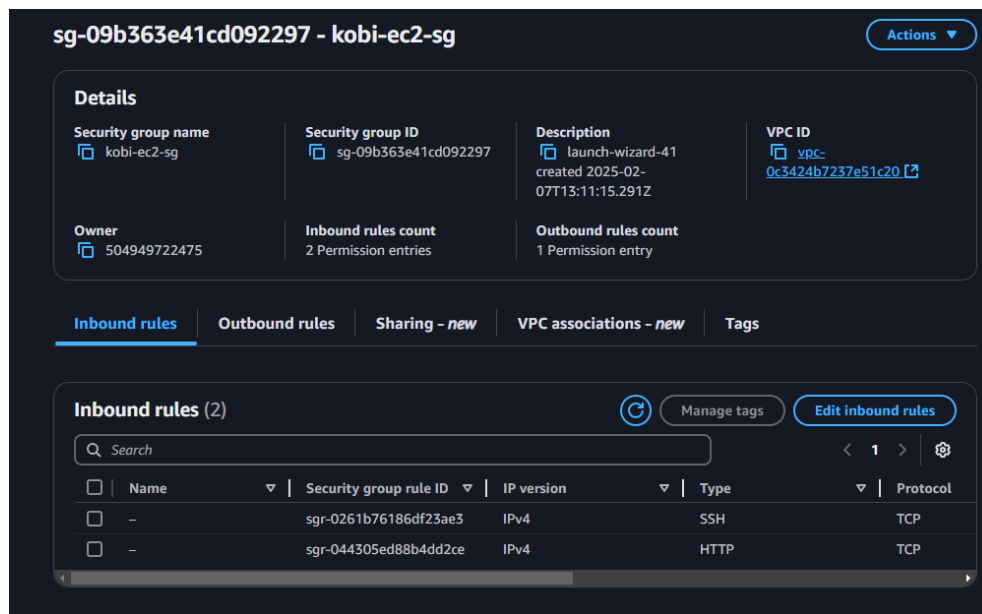 sg-09b363e41cd092297 - kobi-ec2-sg
Actions
Details
Security group name
kobi-ec2-sg
Security group ID
sg-09b363e41cd092297
Description
launch-wizard-41
created 2025-02-
07T13:11:15.291Z
VPC ID
vpc-
0c3424b7237e51c20
Owner
504949722475
Inbound rules count
2 Permission entries
Outbound rules count
1 Permission entry
Inbound rules
Outbound rules
Sharing - new
VPC associations - new
Tags
Inbound rules (2)
Manage tags
Edit inbound rules
Search
1
Name
Security group rule ID
IP version
Type
Protocol
– sgr-0261b76186df23ae3 IPv4 SSH TCP
– sgr-044305ed88b4dd2ce IPv4 HTTP TCP